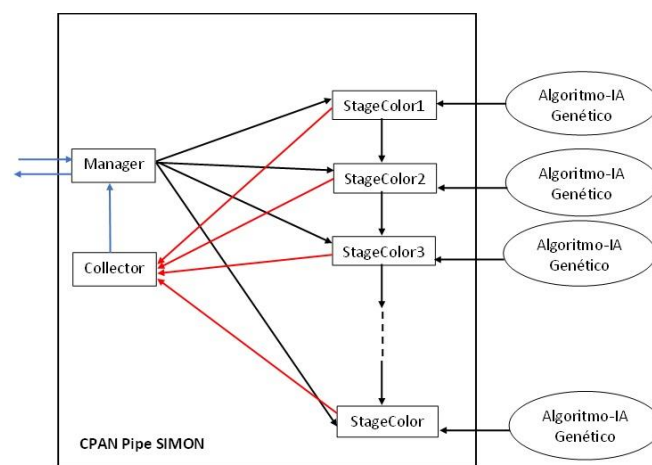 StageColor1
Algoritmo-IA
Genético
Manager
StageColor2
Algoritmo-IA
Genético
Collector
StageColor3
Algoritmo-IA
Genético
StageColor
Algoritmo-IA
Genético
CPAN Pipe SIMON